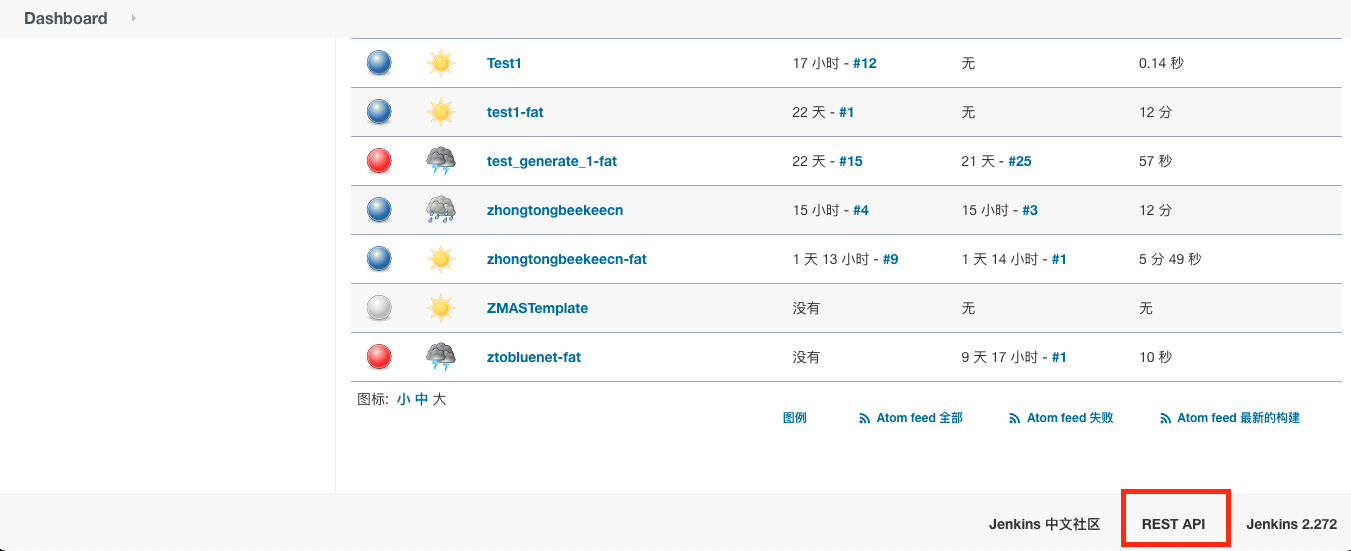 Dashboard
Test1 17 小时 - #12 无 0.14 秒
test1-fat 22 天 - #1 无 12 分
test_generate_1-fat 22 天 - #15 21 天 - #25 57 秒
zhongtongbeekeecn 15 小时 - #4 15 小时 - #3 12 分
zhongtongbeekeecn-fat 1 天 13 小时 - #9 1 天 14 小时 - #1 5 分 49 秒
ZMASTemplate 没有 无 无
ztobluenet-fat 没有 9 天 17 小时 - #1 10 秒
图标: 小 中 大
图例 Atom feed 全部 Atom feed 失败 Atom feed 最新的构建
Jenkins 中文社区 REST API Jenkins 2.272